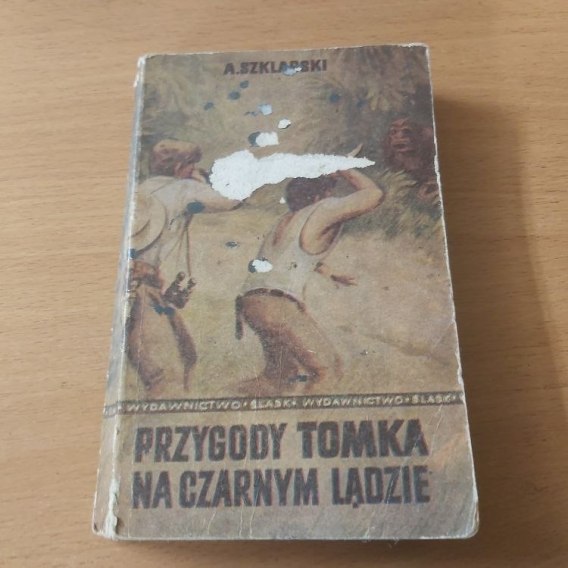 A. SZKLARSKI
WYDAWNICTWO • ŚLĄSK • WYDAWNICTWO • ŚLĄSK •
PRZYGODY TOMKA
NA CZARNYM LĄDZIE